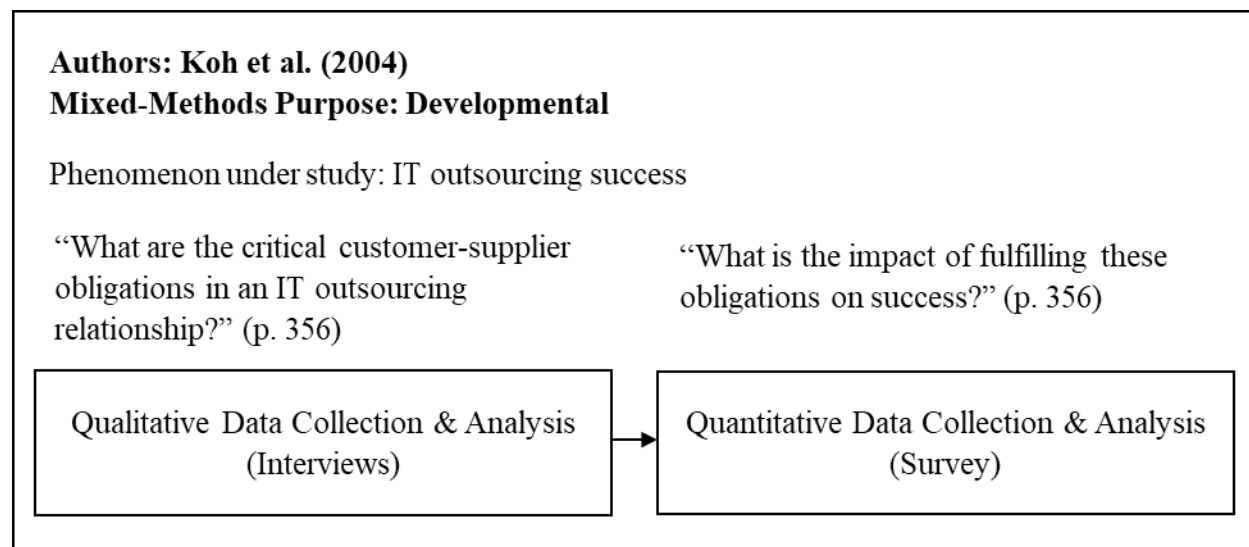 Authors: Koh et al. (2004)
Mixed-Methods Purpose: Developmental
Phenomenon under study: IT outsourcing success
“What are the critical customer-supplier
obligations in an IT outsourcing
relationship?” (p. 356)
“What is the impact of fulfilling these
obligations on success?” (p. 356)
Qualitative Data Collection & Analysis
(Interviews)
Quantitative Data Collection & Analysis
(Survey)